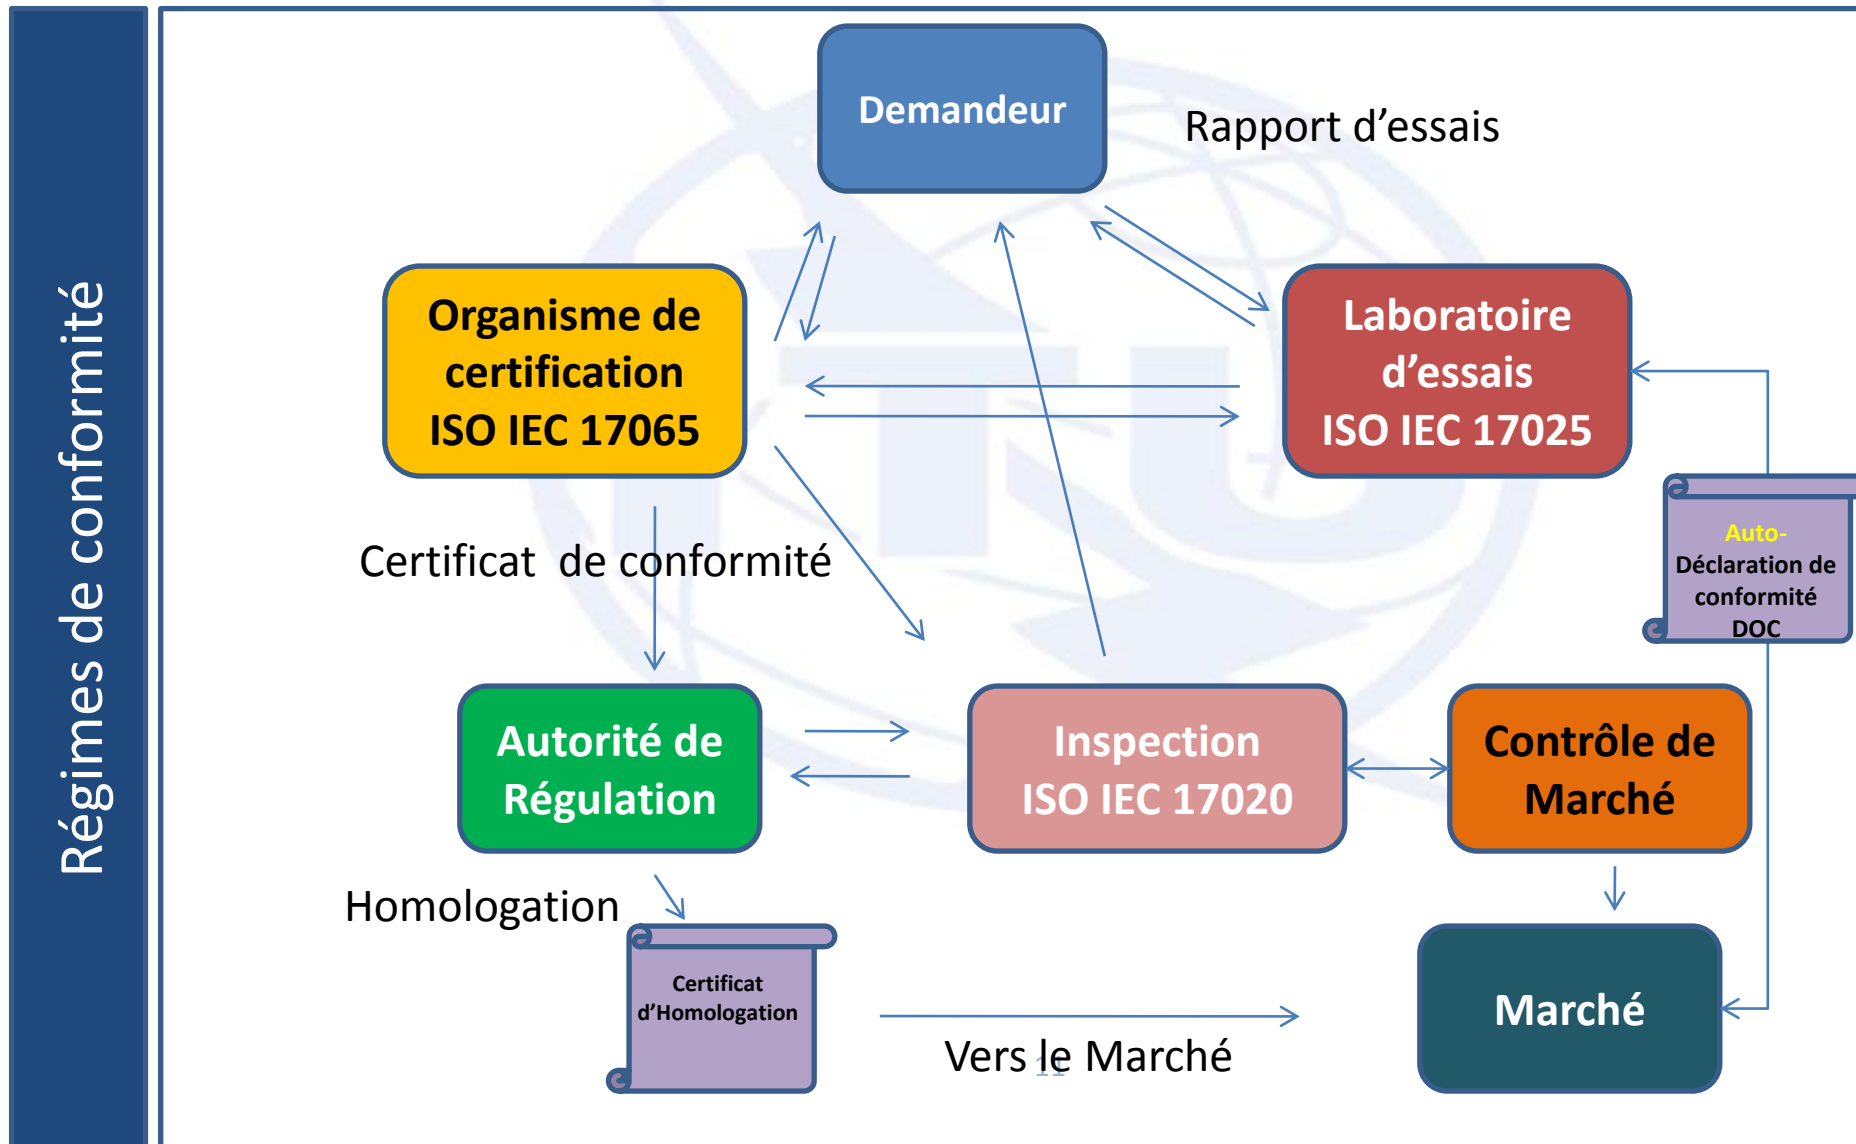 Régimes de conformité
Demandeur
Rapport d’essais
Organisme de
certification
ISO IEC 17065
Laboratoire
d’essais
ISO IEC 17025
Auto-
Déclaration de
conformité
DOC
Certificat  de conformité
Autorité de
Régulation
Inspection
ISO IEC 17020
Contrôle de
Marché
Homologation
Certificat
d’Homologation
Marché
Vers le Marché
11
ITU